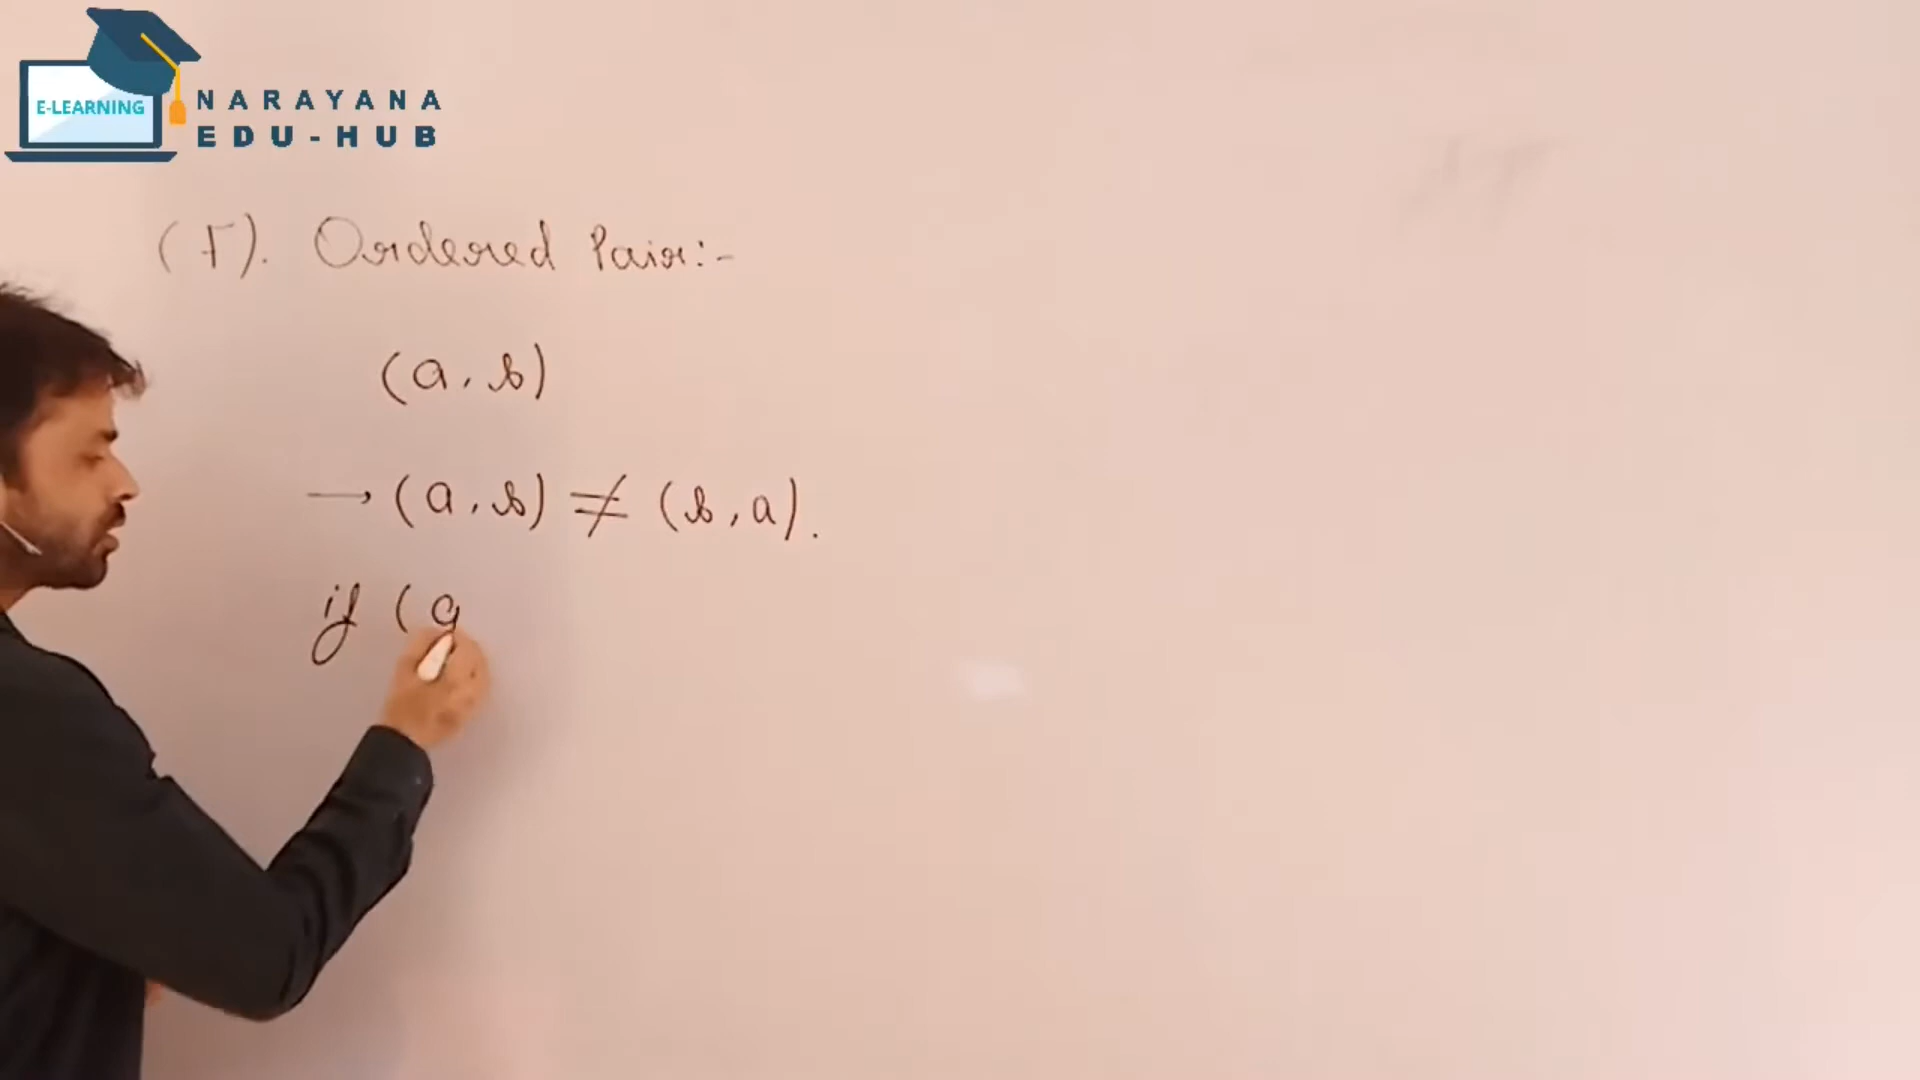 E-LEARNING
NARAYANA
EDU-HUB
(F). Ordered Pair:-
(a, b)
→ (a, b) ≠ (b, a).
if (a